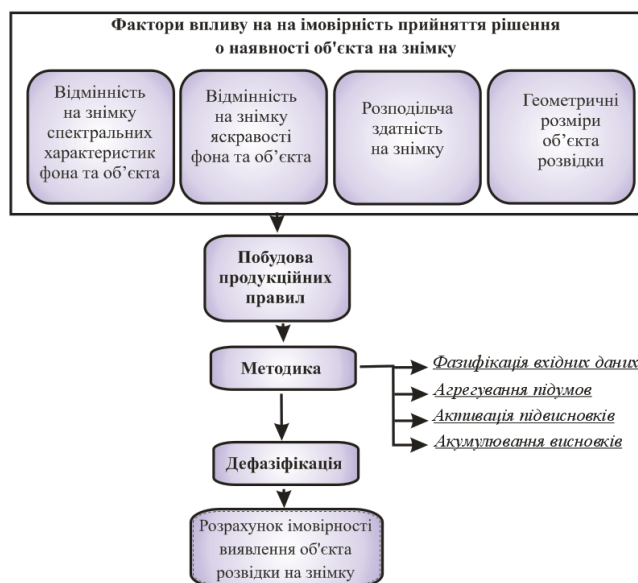 Фактори впливу на на імовірність прийняття рішення
о наявності об'єкта на знімку
Відмінність
на знімку
спектральних
характеристик
фона та об’єкта
Відмінність
на знімку
яскравості
фона та об’єкта
Розподільча
здатність
на знімку
Геометричні
розміри
об’єкта
розвідки
Побудова
продукційних
правил
Методика
Фазифікація вхідних даних
Агрегування підумов
Активація підвисновків
Акумулювання висновків
Дефазіфікація
Розрахунок імовірності
виявлення об'єкта
розвідки на знімку